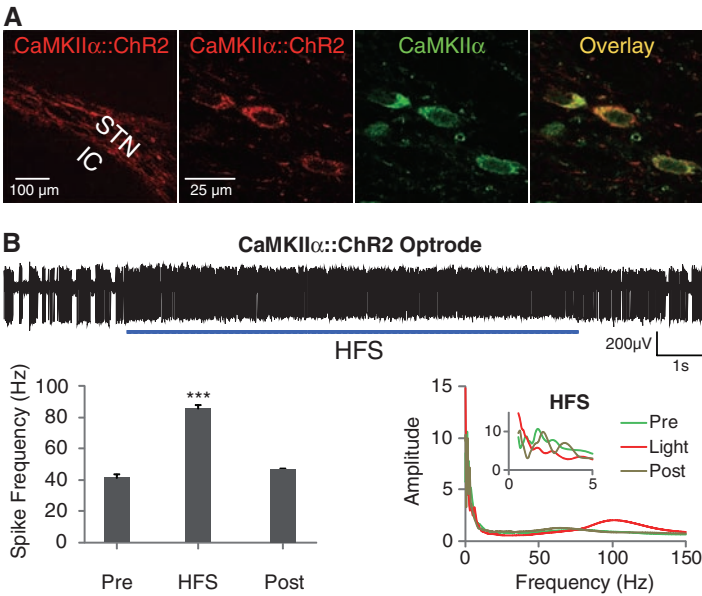 A
CaMKIIα::ChR2
CaMKIIα::ChR2
CaMKIIα
Overlay
STN
IC
100 µm
25 µm
B
CaMKIIα::ChR2 Optrode
HFS
200µV
1s
Spike Frequency (Hz)
100
80
60
40
20
0
***
Pre
HFS
Post
Amplitude
15
10
5
0
HFS
10
0
0
5
Pre
Light
Post
0
50
100
150
Frequency (Hz)